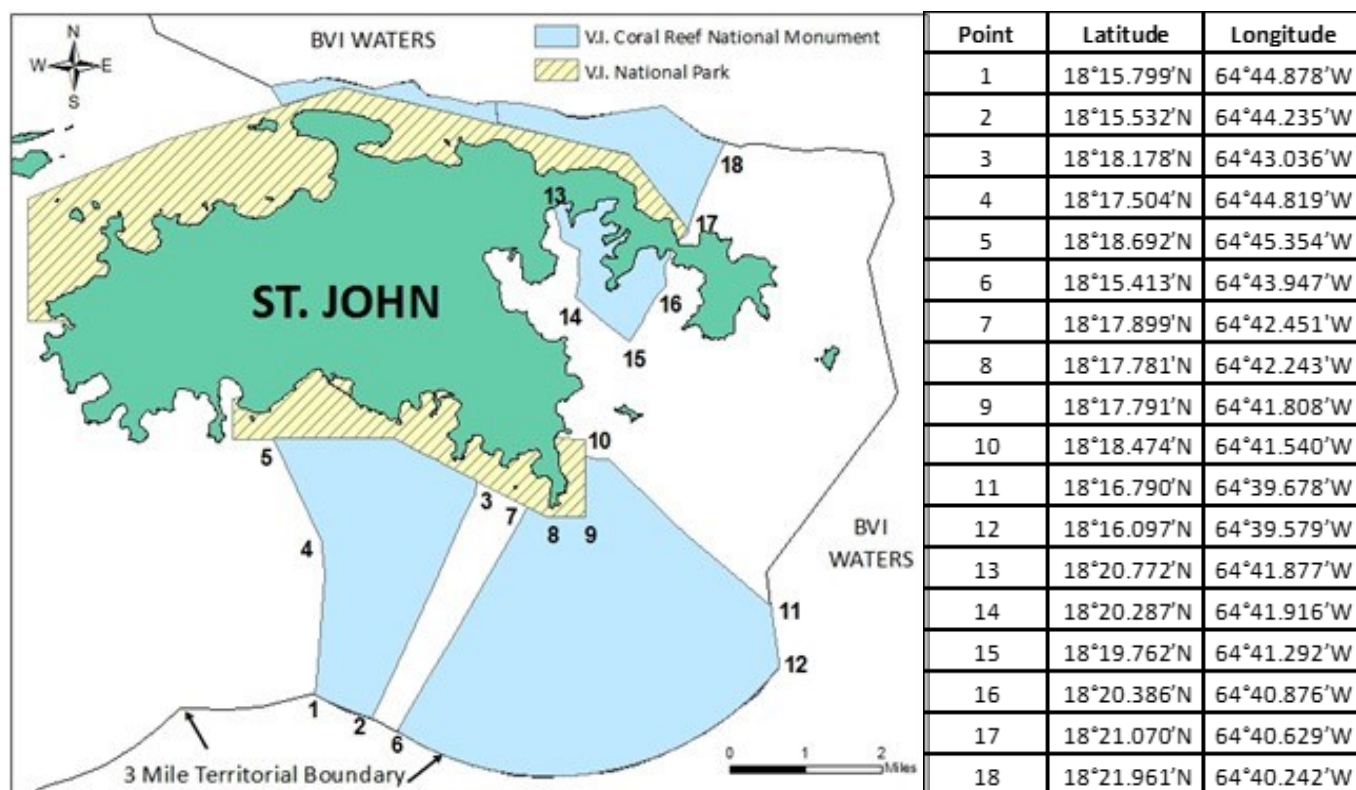 BVI WATERS
V.I. Coral Reef National Monument
V.I. National Park
N
W E
S
18
13
17
ST. JOHN
14
16
15
5
10
3
7
8
9
4
BVI
WATERS
11
12
1
2
6
3 Mile Territorial Boundary
0 1 2
Miles
Point Latitude Longitude
1 18°15.799’N 64°44.878’W
2 18°15.532’N 64°44.235’W
3 18°18.178’N 64°43.036’W
4 18°17.504’N 64°44.819’W
5 18°18.692’N 64°45.354’W
6 18°15.413’N 64°43.947’W
7 18°17.899’N 64°42.451'W
8 18°17.781’N 64°42.243'W
9 18°17.791’N 64°41.808’W
10 18°18.474’N 64°41.540’W
11 18°16.790’N 64°39.678’W
12 18°16.097’N 64°39.579’W
13 18°20.772’N 64°41.877’W
14 18°20.287’N 64°41.916’W
15 18°19.762’N 64°41.292’W
16 18°20.386’N 64°40.876’W
17 18°21.070’N 64°40.629’W
18 18°21.961’N 64°40.242’W